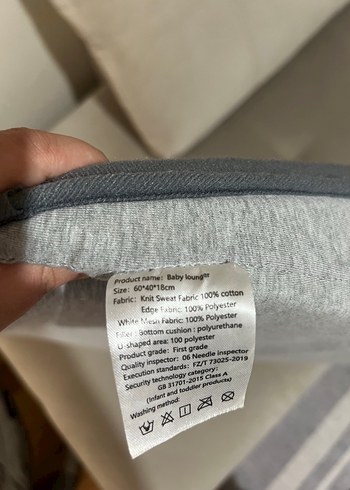 Product name: Baby lounger
Size: 60*40*18cm
Fabric: Knit Sweat Fabric 100% cotton
Edge Fabric 100% Polyester
White Mesh Fabric: 100% Polyester
Filler: Bottom cushion : polyurethane
U-shaped area: 100 polyester
Product grade: First grade
Quality inspector: 06 Needle inspector
Execution standards: FZ/T 73025-2019
Security technology category:
GB 31701-2015 Class A
(Infant and toddler products)
Washing method: